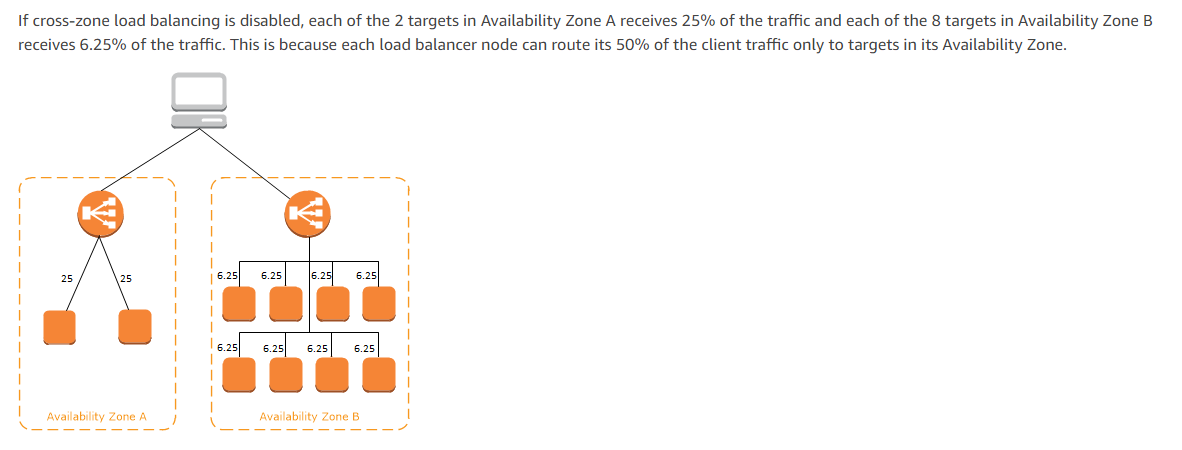 If cross-zone load balancing is disabled, each of the 2 targets in Availability Zone A receives 25% of the traffic and each of the 8 targets in Availability Zone B
receives 6.25% of the traffic. This is because each load balancer node can route its 50% of the client traffic only to targets in its Availability Zone.
25 25
6.25 6.25 6.25 6.25
6.25 6.25 6.25 6.25
Availability Zone A
Availability Zone B